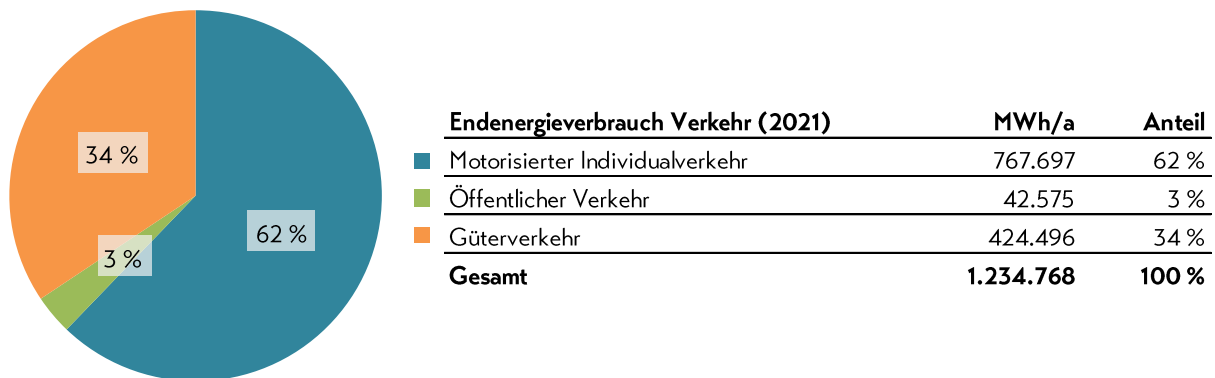 34 %
62 %
3 %
Endenergieverbrauch Verkehr (2021) MWh/a Anteil
Motorisierter Individualverkehr 767.697 62 %
Öffentlicher Verkehr 42.575 3 %
Güterverkehr 424.496 34 %
Gesamt 1.234.768 100 %